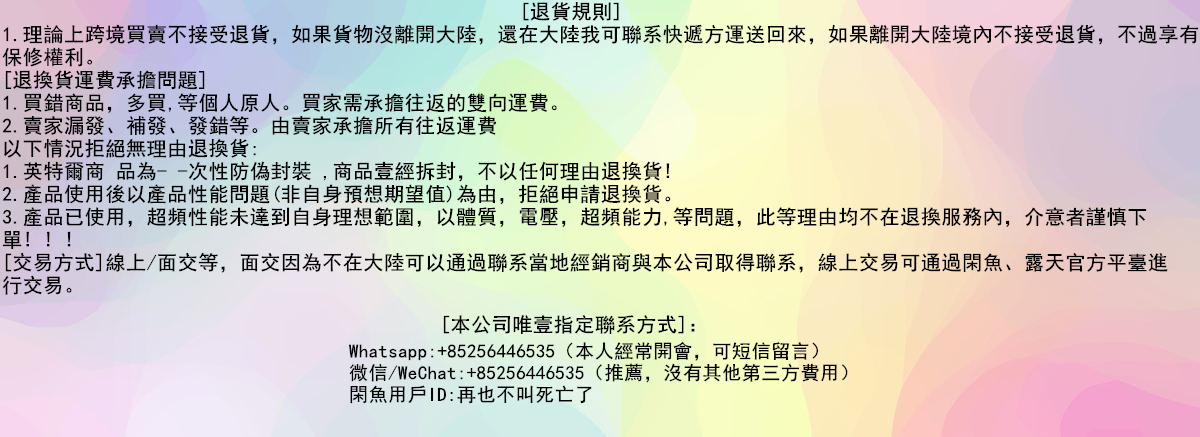 [退貨規則]
1.理論上跨境買賣不接受退貨，如果貨物沒離開大陸，還在大陸我可聯系快遞方運送回來，如果離開大陸境內不接受退貨，不過享有
保修權利。
[退換貨運費承擔問題]
1.買錯商品，多買,等個人原人。買家需承擔往返的雙向運費。
2.賣家漏發、補發、發錯等。由賣家承擔所有往返運費
以下情況拒絕無理由退換貨:
1.英特爾商 品為- -次性防偽封裝 ,商品壹經拆封，不以任何理由退換貨!
2.產品使用後以產品性能問題(非自身預想期望值)為由，拒絕申請退換貨。
3.產品已使用，超頻性能未達到自身理想範圍，以體質，電壓，超頻能力,等問題，此等理由均不在退換服務內，介意者謹慎下
單!!!
[交易方式]線上/面交等，面交因為不在大陸可以通過聯系當地經銷商與本公司取得聯系，線上交易可通過閑魚、露天官方平臺進
行交易。
[本公司唯壹指定聯系方式]:
Whatsapp:+85256446535（本人經常開會，可短信留言）
微信/WeChat:+85256446535（推薦，沒有其他第三方費用）
閑魚用戶ID:再也不叫死亡了